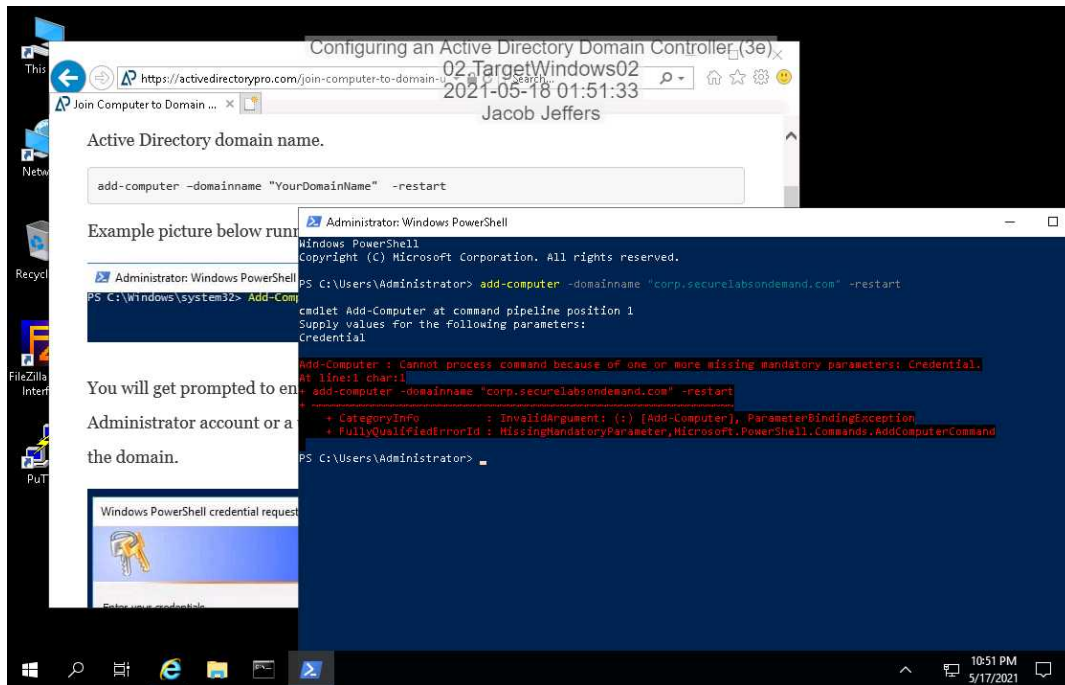 Configuring an Active Directory Domain Controller (3e)
02 TargetWindows02
2021-05-18 01:51:33
Jacob Jeffers
This
https://activedirectorypro.com/join-computer-to-domain-u
Search...
Join Computer to Domain ...
Active Directory domain name.
add-computer –domainname "YourDomainName" -restart
Example picture below runn
Administrator: Windows PowerShell
PS C:\Windows\system32> Add-Com
You will get prompted to en
Administrator account or a
the domain.
Windows PowerShell credential request
Enter your credentials
Netw
Recycl
FileZilla
Interf
PuT
Administrator: Windows PowerShell
Windows PowerShell
Copyright (C) Microsoft Corporation. All rights reserved.
PS C:\Users\Administrator> add-computer -domainname "corp.securelabsondemand.com" -restart
cmdlet Add-Computer at command pipeline position 1
Supply values for the following parameters:
Credential
Add-Computer : Cannot process command because of one or more missing mandatory parameters: Credential.
At line:1 char:1
+ add-computer -domainname "corp.securelabsondemand.com" -restart
+ ~~~~~~~~~~~~~~~~~~~~~~~~~~~~~~~~~~~~~~~~~~~~~~~~~~~~~~~~~~~~~~~
+ CategoryInfo : InvalidArgument: (:) [Add-Computer], ParameterBindingException
+ FullyQualifiedErrorId : MissingMandatoryParameter,Microsoft.PowerShell.Commands.AddComputerCommand
PS C:\Users\Administrator> _
10:51 PM
5/17/2021